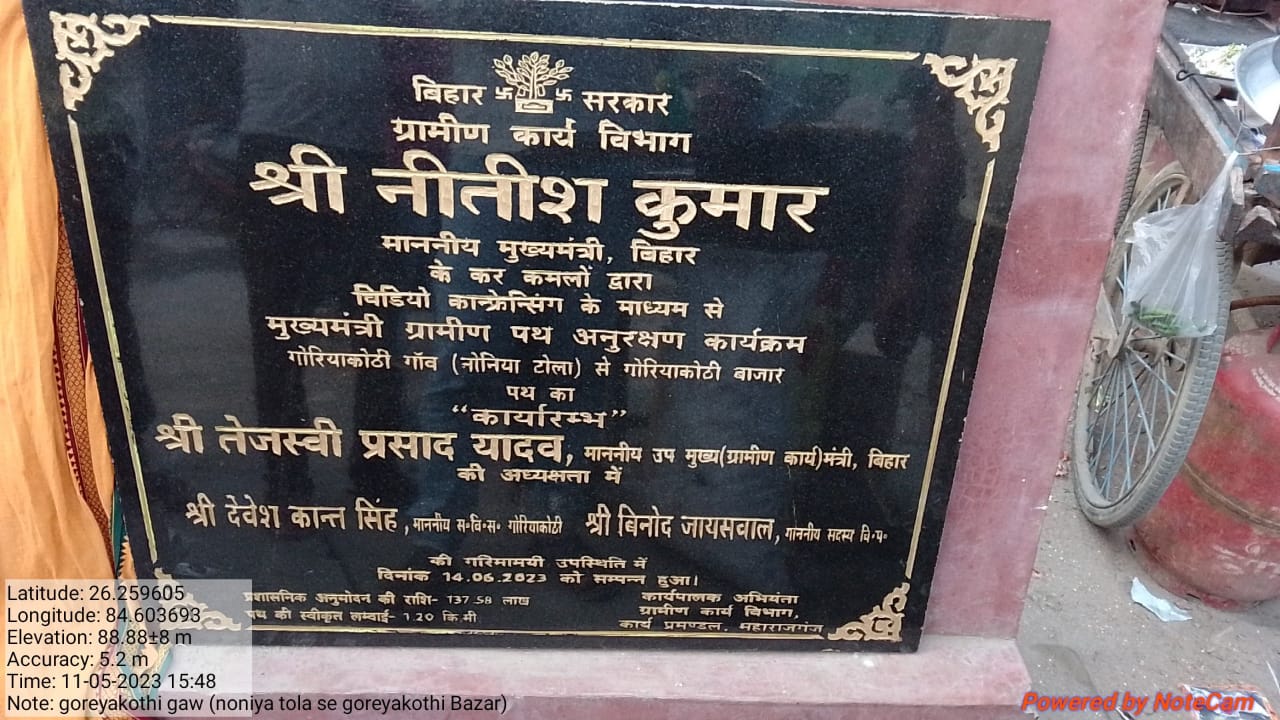 बिहार सरकार
ग्रामीण कार्य विभाग
श्री नीतीश कुमार
माननीय मुख्यमंत्री, बिहार
के कर कमलों द्वारा
विडियो कान्फ्रेन्सिंग के माध्यम से
मुख्यमंत्री ग्रामीण पथ अनुरक्षण कार्यक्रम
गोरियाकोठी गॉव (नोनिया टोला) से गोरियाकोठी बाजार
पथ का
“कार्यारम्भ”
श्री तेजस्वी प्रसाद यादव, माननीय उप मुख्य(ग्रामीण कार्य)मंत्री, बिहार
की अध्यक्षता में
श्री देवेश कान्त सिंह, माननीय स॰वि॰स॰ गोरियाकोठी श्री बिनोद जायसवाल, माननीय सदस्य वि॰प॰
की गरिमामयी उपस्थिति में
दिनांक 14.06.2023 को सम्पन्न हुआ।
प्रशासनिक अनुमोदन की राशि- 137.58 लाख
पथ की स्वीकृत लम्बाई- 1.20 कि.मी
कार्यपालक अभियंता
ग्रामीण कार्य विभाग,
कार्य प्रमण्डल, महाराजगंज
Latitude: 26.259605
Longitude: 84.603693
Elevation: 88.88±8 m
Accuracy: 5.2 m
Time: 11-05-2023 15:48
Note: goreyakothi gaw (noniya tola se goreyakothi Bazar)
Powered by NoteCam